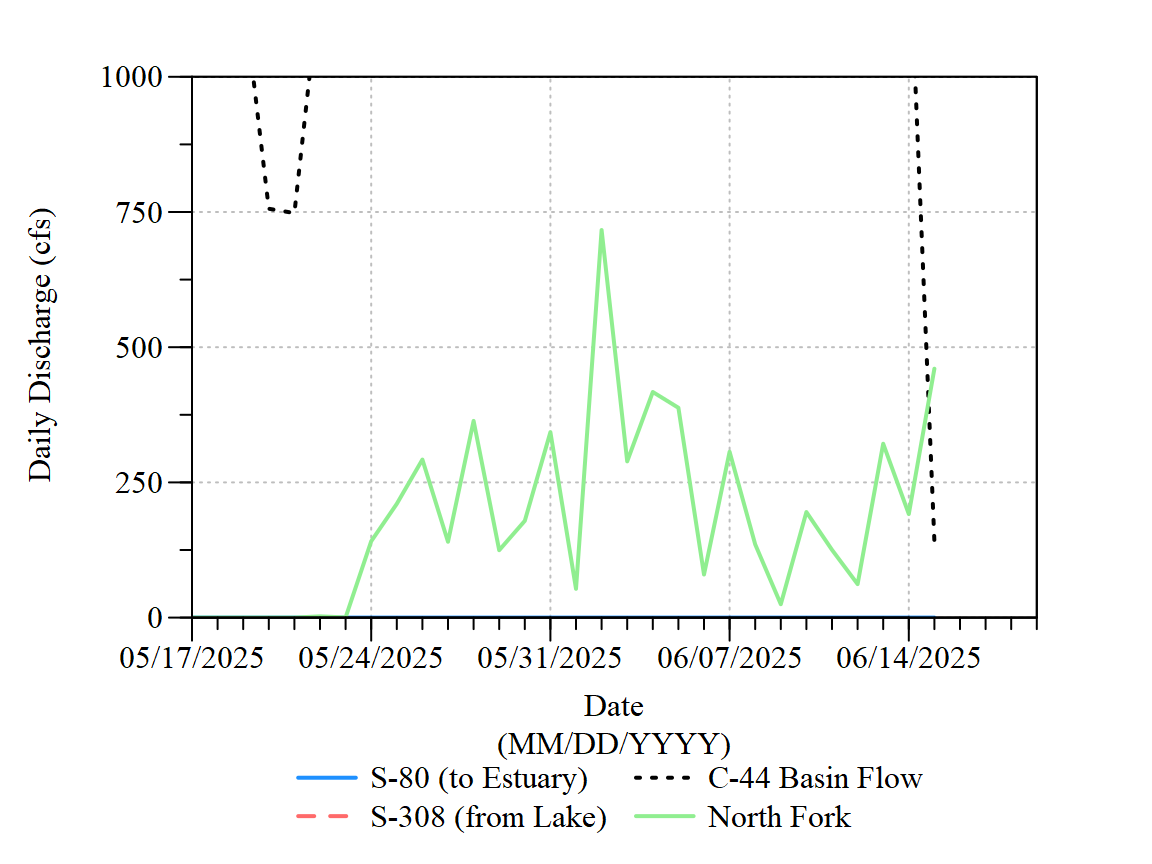 1000
750
500
250
0
Daily Discharge (cfs)
05/17/2025 05/24/2025 05/31/2025 06/07/2025 06/14/2025
Date
(MM/DD/YYYY)
S-80 (to Estuary) C-44 Basin Flow
S-308 (from Lake) North Fork